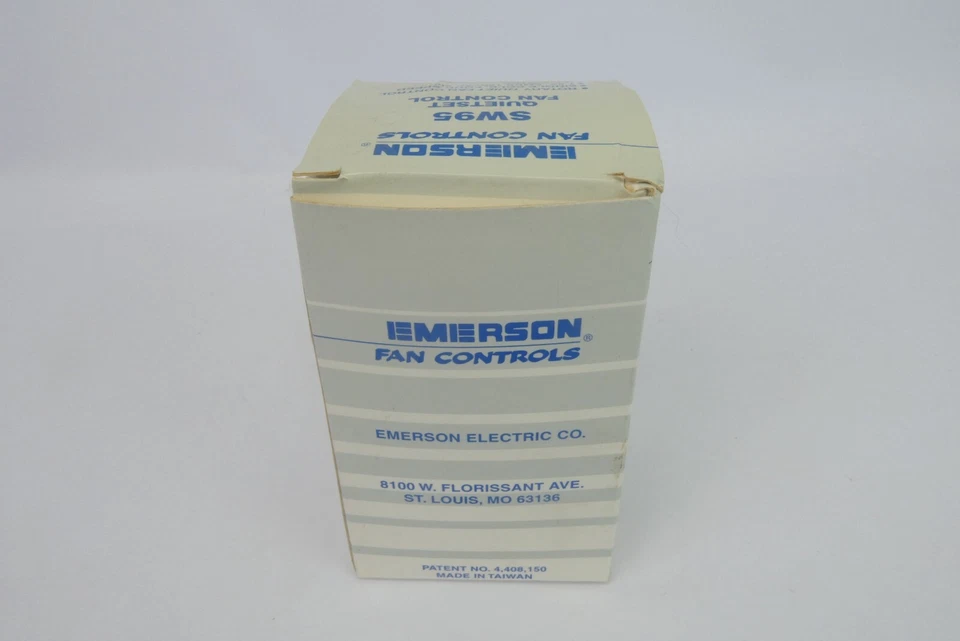 EMERSON®
FAN CONTROLS
SW95
QUIETSET
FAN CONTROL
EMERSON®
FAN CONTROLS
EMERSON ELECTRIC CO.
8100 W. FLORISSANT AVE.
ST. LOUIS, MO 63136
PATENT NO. 4,408,150
MADE IN TAIWAN